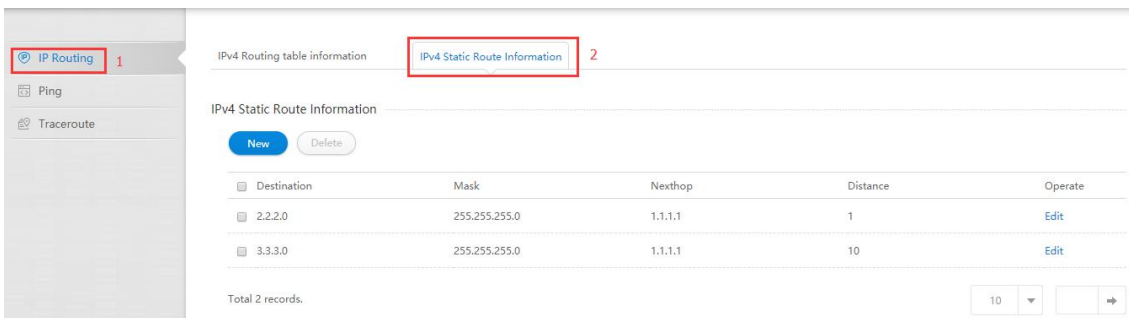 IP Routing 1
Ping
Traceroute
IPv4 Routing table information IPv4 Static Route Information 2
IPv4 Static Route Information
New Delete
Destination Mask Nexthop Distance Operate
2.2.2.0 255.255.255.0 1.1.1.1 1 Edit
3.3.3.0 255.255.255.0 1.1.1.1 10 Edit
Total 2 records. 10